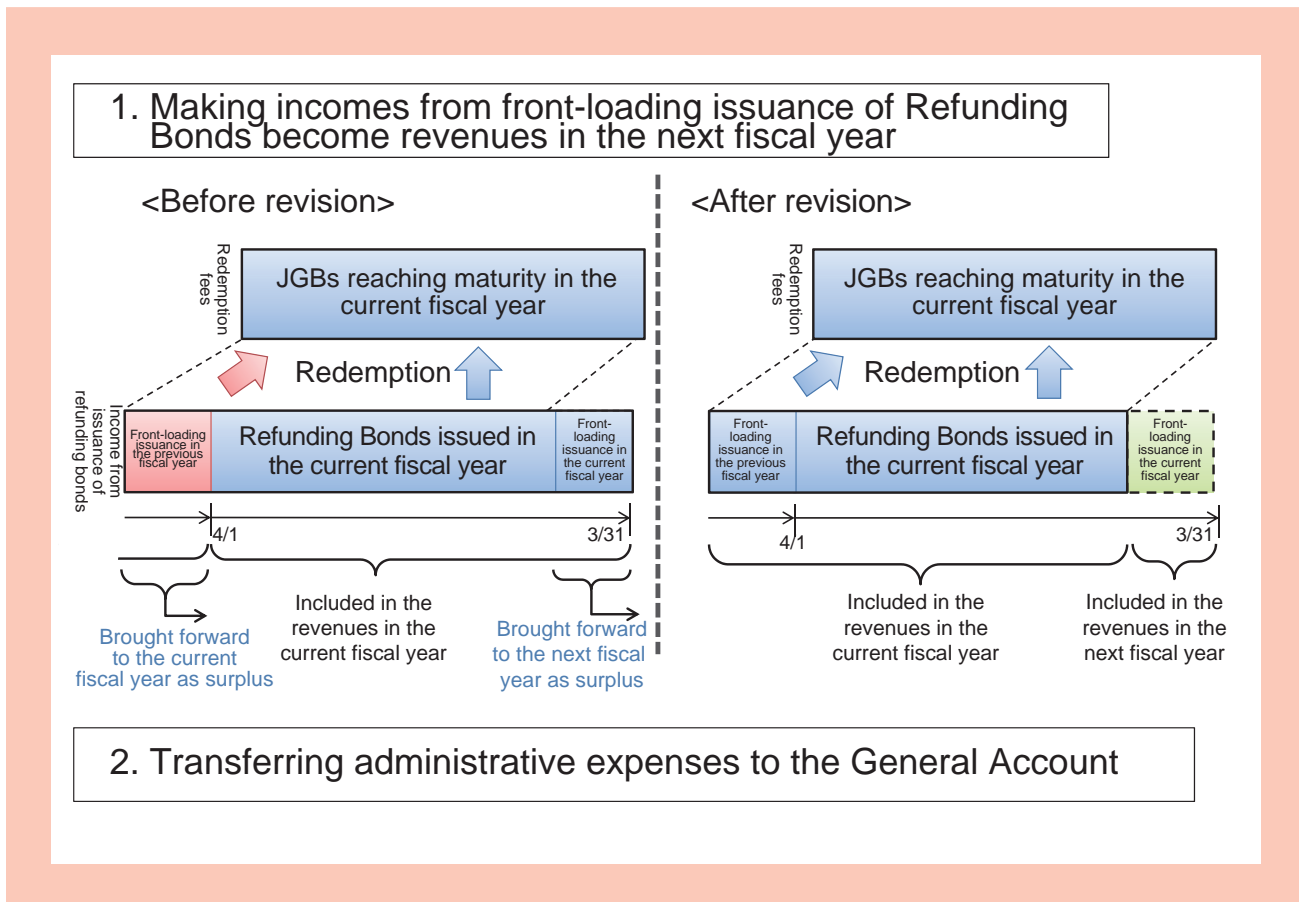 1. Making incomes from front-loading issuance of Refunding
Bonds become revenues in the next fiscal year
<Before revision>
Redemption
fees
JGBs reaching maturity in the
current fiscal year
Redemption
Income from
issuance of
refunding bonds
Front-loading
issuance in
the previous
fiscal year
Refunding Bonds issued in
the current fiscal year
Front-
loading
issuance in
the current
fiscal year
4/1
3/31
Brought forward
to the current
fiscal year as surplus
Included in the
revenues in the
current fiscal year
Brought forward
to the next fiscal
year as surplus
<After revision>
Redemption
fees
JGBs reaching maturity in the
current fiscal year
Redemption
Front-
loading
issuance in
the previous
fiscal year
Refunding Bonds issued in
the current fiscal year
Front-
loading
issuance in
the current
fiscal year
4/1
3/31
Included in the
revenues in the
current fiscal year
Included in the
revenues in the
next fiscal year
2. Transferring administrative expenses to the General Account